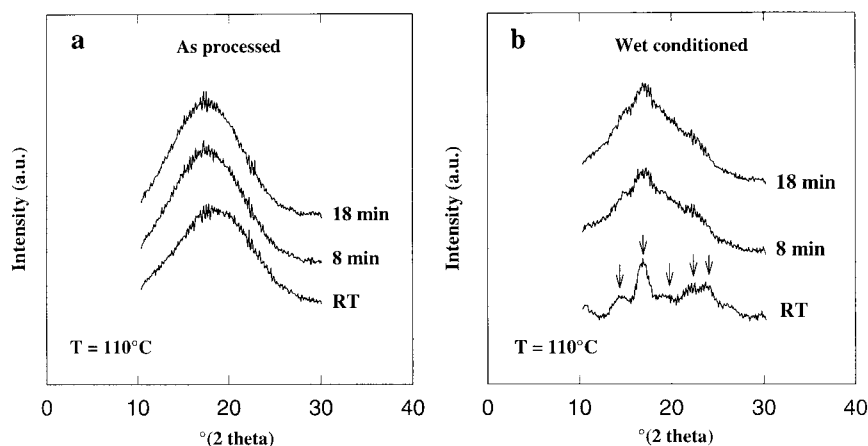 a
As processed
Intensity (a.u.)
18 min
8 min
RT
T = 110°C
0 10 20 30 40
°(2 theta)
b
Wet conditioned
Intensity (a.u.)
18 min
8 min
RT
T = 110°C
0 10 20 30 40
°(2 theta)